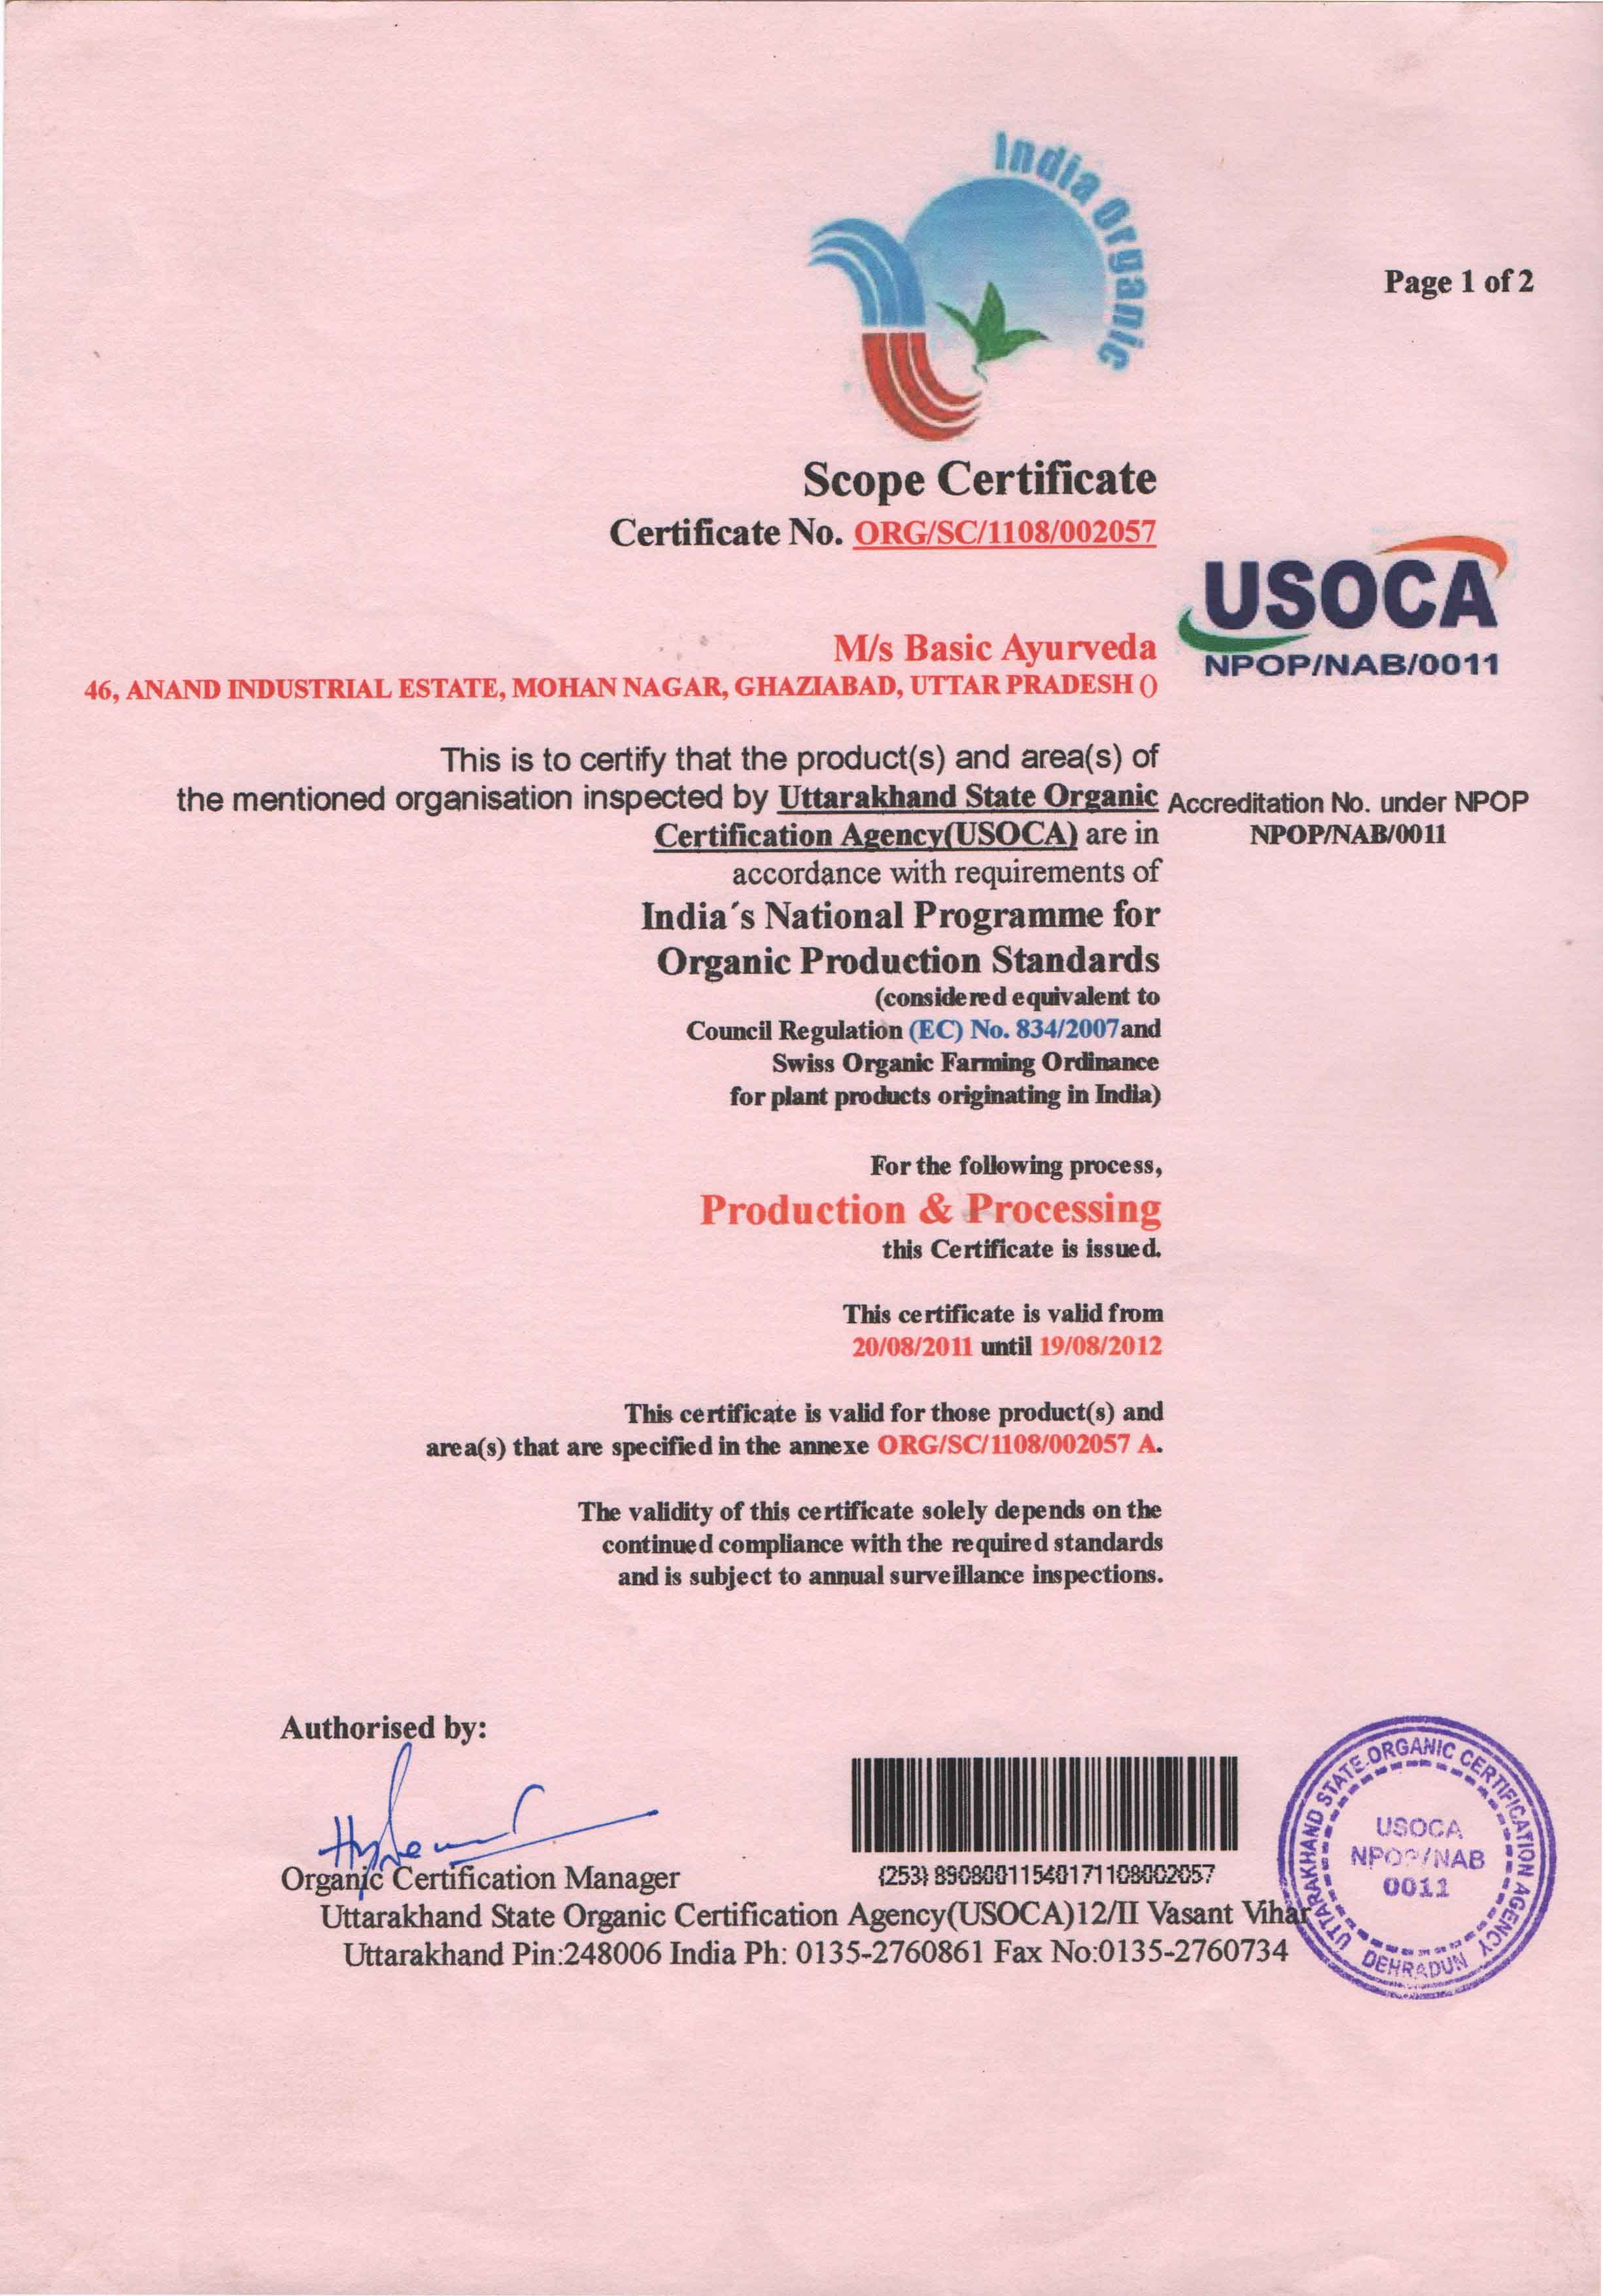 India Organic
Page 1 of 2
Scope Certificate
Certificate No. ORG/SC/1108/002057
USOCA
NPOP/NAB/0011
M/s Basic Ayurveda
46, ANAND INDUSTRIAL ESTATE, MOHAN NAGAR, GHAZIABAD, UTTAR PRADESH ()
This is to certify that the product(s) and area(s) of
the mentioned organisation inspected by Uttarakhand State Organic
Certification Agency(USOCA) are in
Accreditation No. under NPOP
NPOP/NAB/0011
accordance with requirements of
India´s National Programme for
Organic Production Standards
(considered equivalent to
Council Regulation (EC) No. 834/2007and
Swiss Organic Farming Ordinance
for plant products originating in India)
For the following process,
Production & Processing
this Certificate is issued.
This certificate is valid from
20/08/2011 until 19/08/2012
This certificate is valid for those product(s) and
area(s) that are specified in the annexe ORG/SC/1108/002057 A.
The validity of this certificate solely depends on the
continued compliance with the required standards
and is subject to annual surveillance inspections.
Authorised by:
Organic Certification Manager
(253) 89080011540171108002057
Uttarakhand State Organic Certification Agency(USOCA)12/II Vasant Vihar
Uttarakhand Pin:248006 India Ph: 0135-2760861 Fax No:0135-2760734
UTTARAKHAND STATE ORGANIC CERTIFICATION AGENCY
USOCA
NPOP/NAB
0011
DEHRADUN